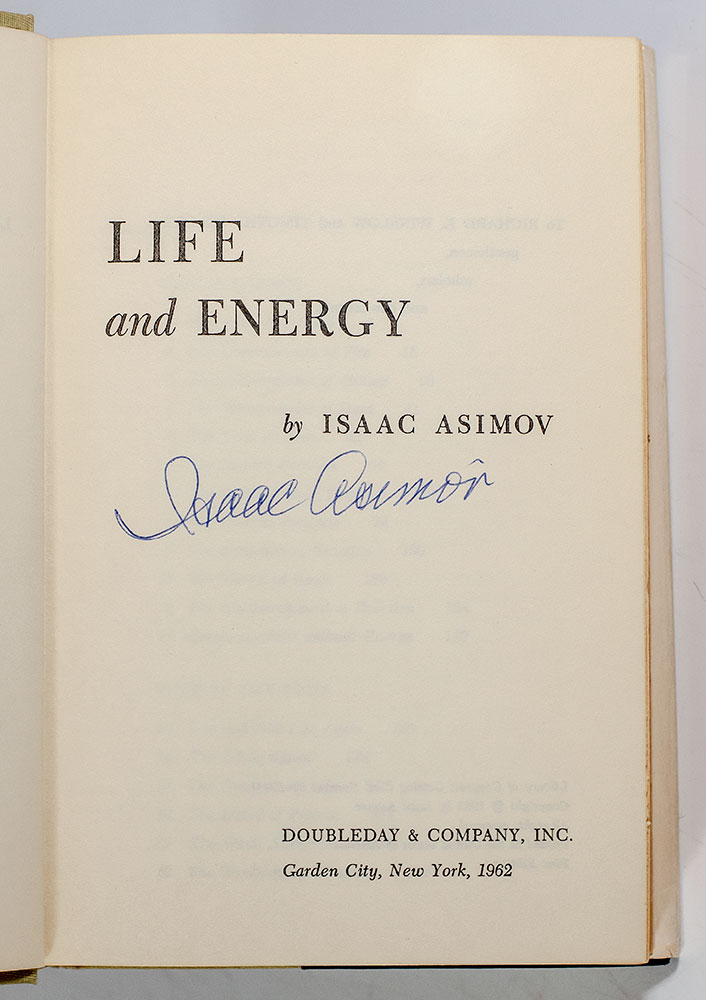 LIFE
and ENERGY
by ISAAC ASIMOV
Isaac Asimov
DOUBLEDAY & COMPANY, INC.
Garden City, New York, 1962